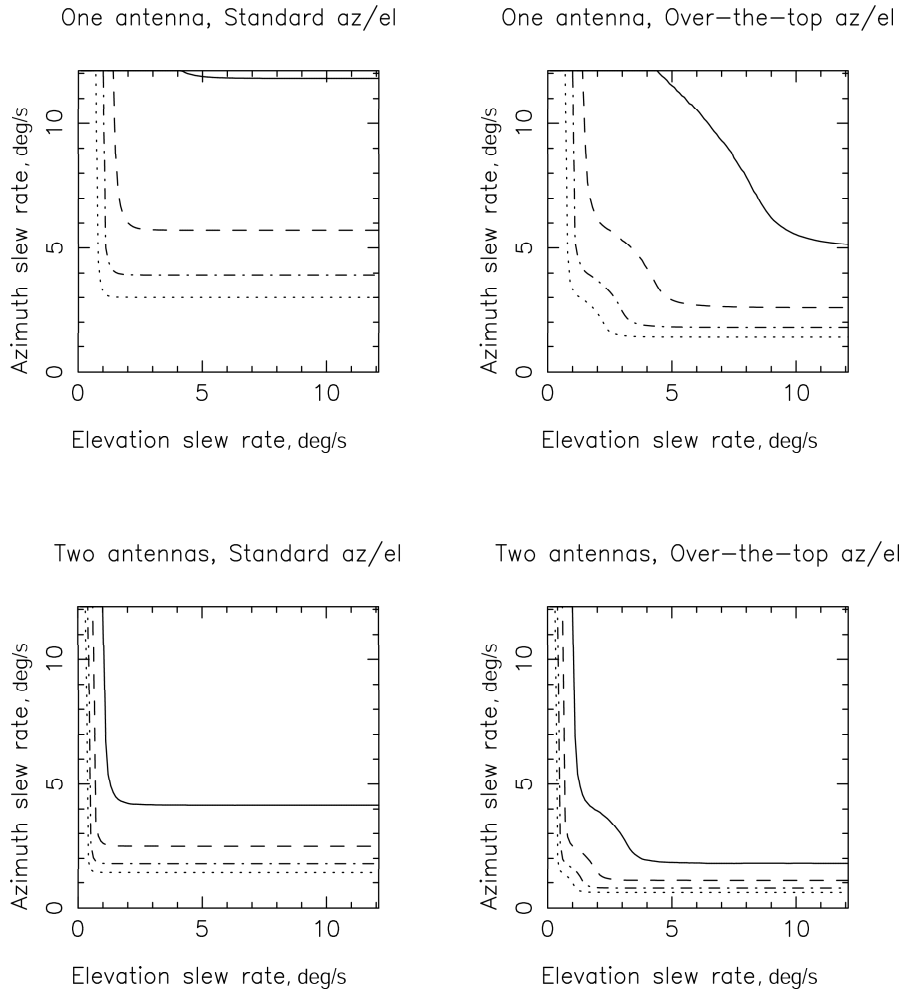 One antenna, Standard az/el
One antenna, Over-the-top az/el
Azimuth slew rate, deg/s
10
5
0
0 5 10
Elevation slew rate, deg/s
Azimuth slew rate, deg/s
10
5
0
0 5 10
Elevation slew rate, deg/s
Two antennas, Standard az/el
Two antennas, Over-the-top az/el
Azimuth slew rate, deg/s
10
5
0
0 5 10
Elevation slew rate, deg/s
Azimuth slew rate, deg/s
10
5
0
0 5 10
Elevation slew rate, deg/s